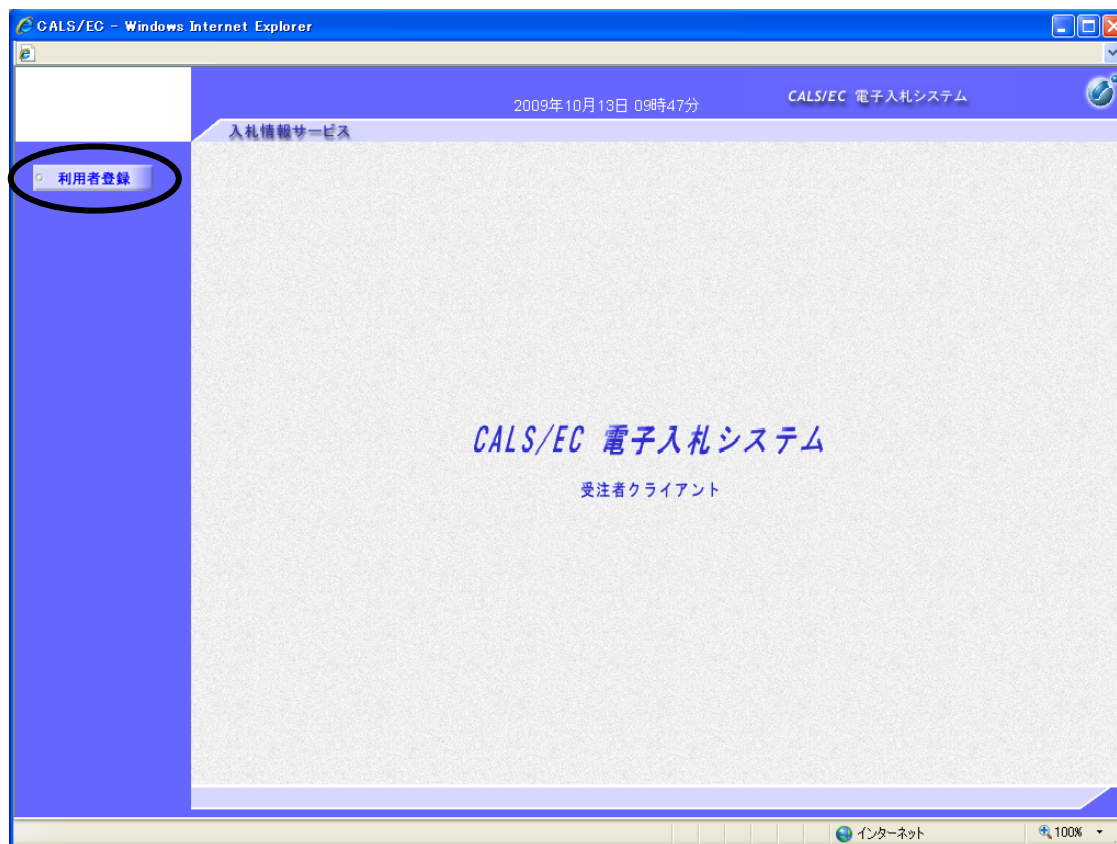 CALS/EC - Windows Internet Explorer
2009年10月13日 09時47分
CALS/EC 電子入札システム
入札情報サービス
利用者登録
CALS/EC 電子入札システム
受注者クライアント
インターネット
100%